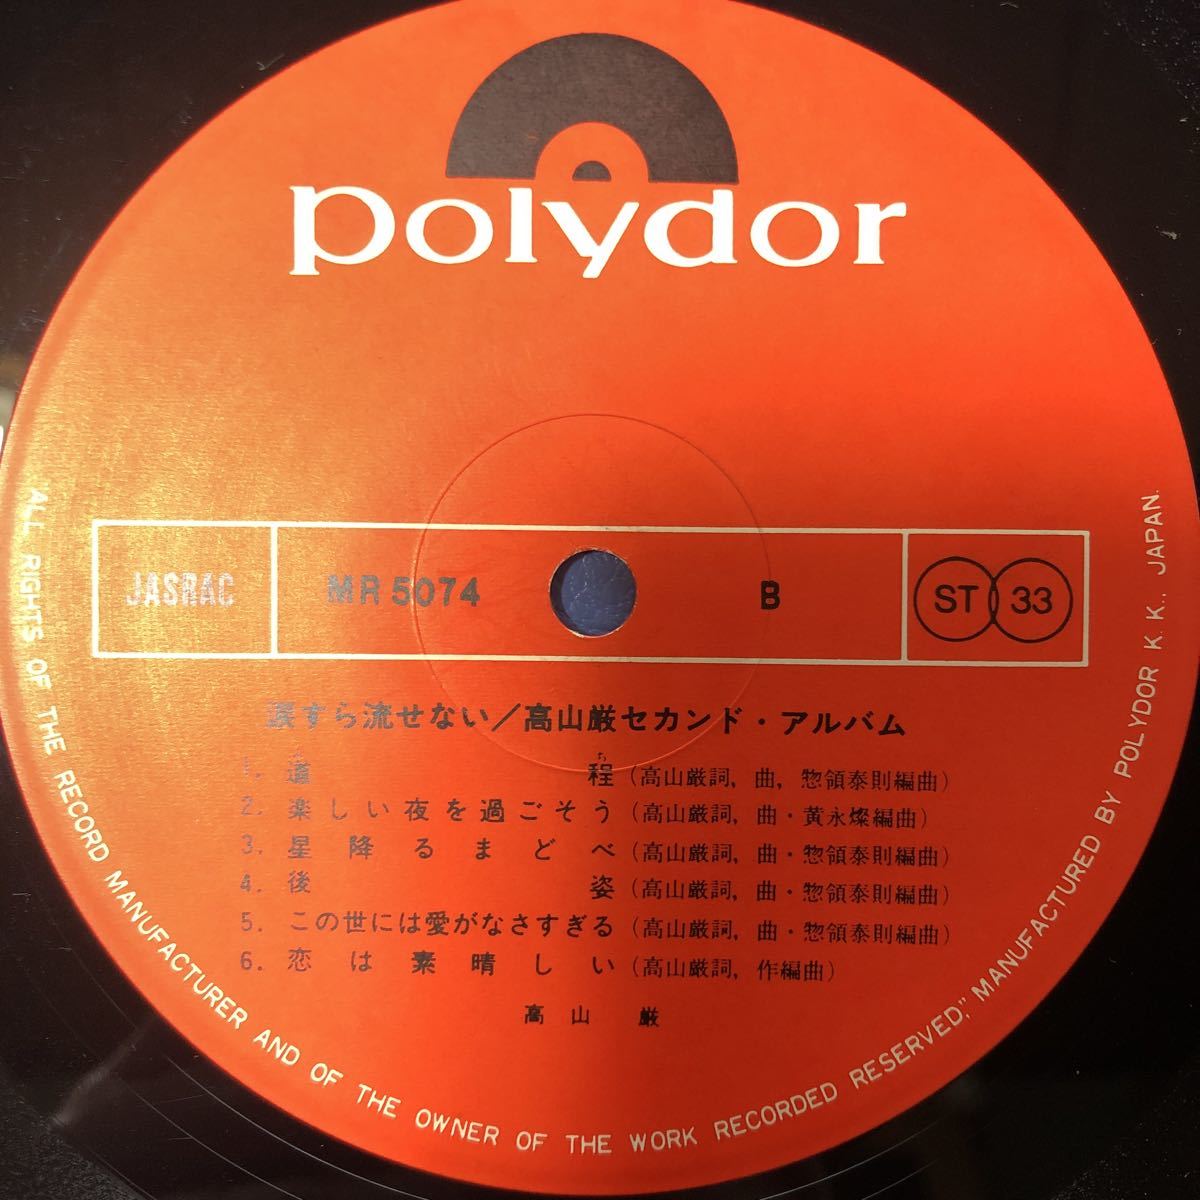 polydor
JASRAC MR 5074 B ST 33
涙すら流せない／高山厳セカンド・アルバム
1. 道程 (高山厳詞, 曲, 惣領泰則編曲)
2. 楽しい夜を過ごそう (高山厳詞, 曲・黄永燦編曲)
3. 星降るまどべ (高山厳詞, 曲・惣領泰則編曲)
4. 後姿 (高山厳詞, 曲・惣領泰則編曲)
5. この世には愛がなさすぎる (高山厳詞, 曲・惣領泰則編曲)
6. 恋は素晴しい (高山厳詞, 作編曲)
高山 厳
"ALL RIGHTS OF THE RECORD MANUFACTURER AND OF THE OWNER OF THE WORK RECORDED RESERVED," MANUFACTURED BY POLYDOR K. K., JAPAN.